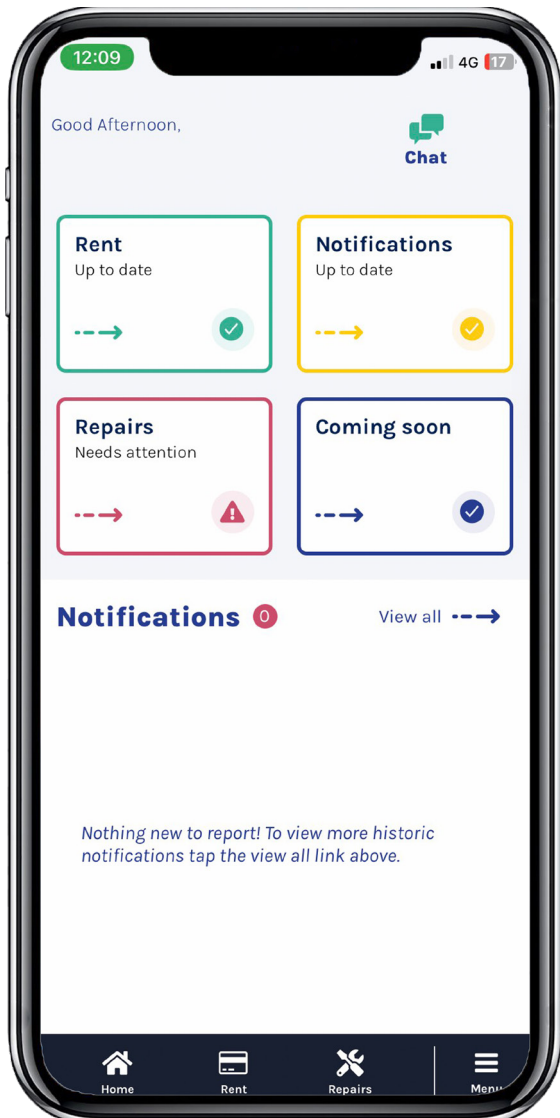 12:09
4G
17
Good Afternoon,
Chat
Rent
Up to date
Notifications
Up to date
Repairs
Needs attention
Coming soon
Notifications 0
View all
Nothing new to report! To view more historic
notifications tap the view all link above.
Home
Rent
Repairs
Menu